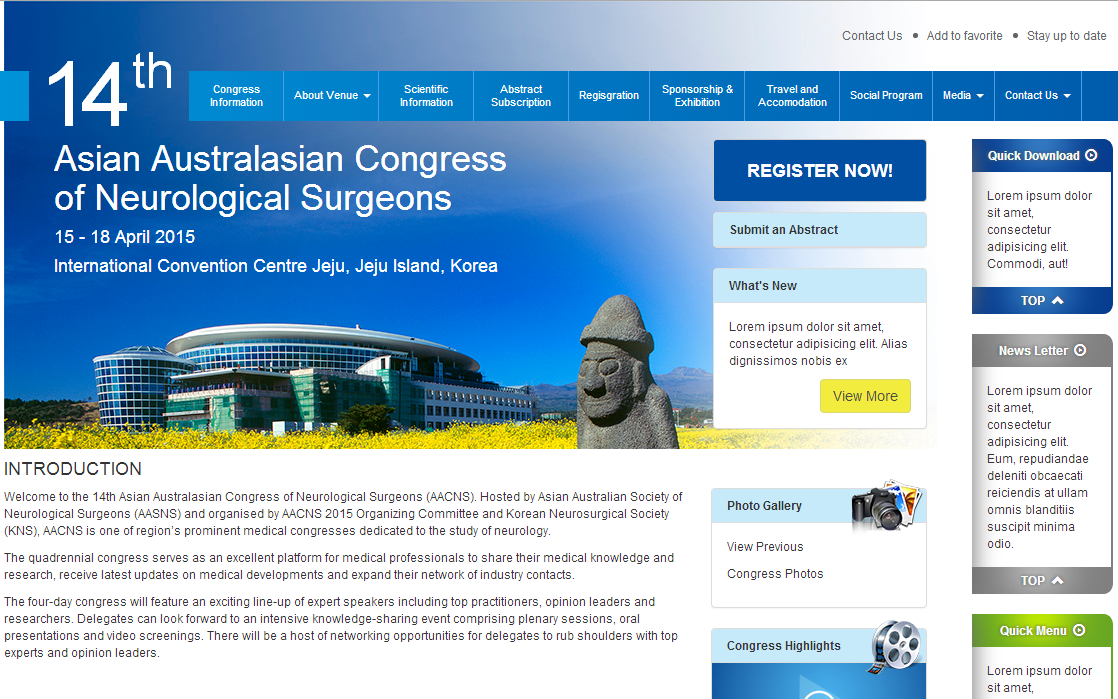 Contact Us • Add to favorite • Stay up to date
14th
Congress
Information
About Venue
Scientific
Information
Abstract
Subscription
Regisgration
Sponsorship &
Exhibition
Travel and
Accomodation
Social Program
Media
Contact Us
Asian Australasian Congress
of Neurological Surgeons
15 - 18 April 2015
International Convention Centre Jeju, Jeju Island, Korea
REGISTER NOW!
Submit an Abstract
What's New
Lorem ipsum dolor sit amet,
consectetur adipisicing elit. Alias
dignissimos nobis ex
View More
INTRODUCTION
Welcome to the 14th Asian Australasian Congress of Neurological Surgeons (AACNS). Hosted by Asian Australian Society of
Neurological Surgeons (AASNS) and organised by AACNS 2015 Organizing Committee and Korean Neurosurgical Society
(KNS), AACNS is one of region's prominent medical congresses dedicated to the study of neurology.
The quadrennial congress serves as an excellent platform for medical professionals to share their medical knowledge and
research, receive latest updates on medical developments and expand their network of industry contacts.
The four-day congress will feature an exciting line-up of expert speakers including top practitioners, opinion leaders and
researchers. Delegates can look forward to an intensive knowledge-sharing event comprising plenary sessions, oral
presentations and video screenings. There will be a host of networking opportunities for delegates to rub shoulders with top
experts and opinion leaders.
Photo Gallery
View Previous
Congress Photos
Congress Highlights
Quick Download
Lorem ipsum dolor
sit amet,
consectetur
adipisicing elit.
Commodi, aut!
TOP
News Letter
Lorem ipsum dolor
sit amet,
consectetur
adipisicing elit.
Eum, repudiandae
deleniti obcaecati
reiciendis at ullam
omnis blanditiis
suscipit minima
odio.
TOP
Quick Menu
Lorem ipsum dolor
sit amet,